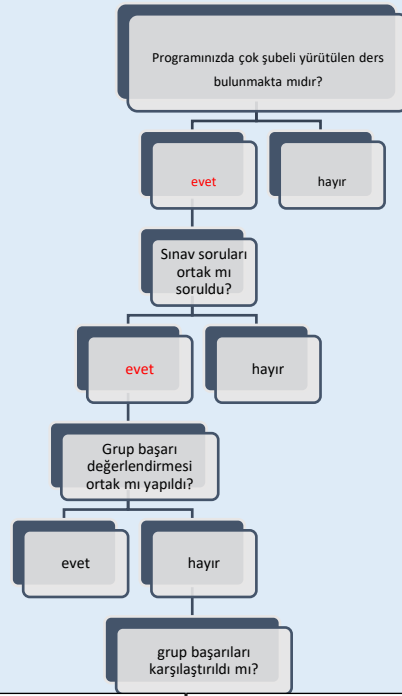 Programınızda çok şubeli yürütülen ders
bulunmakta mıdır?
evet
hayır
Sınav soruları
ortak mı
soruldu?
evet
hayır
Grup başarı
değerlendirmesi
ortak mı yapıldı?
evet
hayır
grup başarıları
karşılaştırıldı mı?